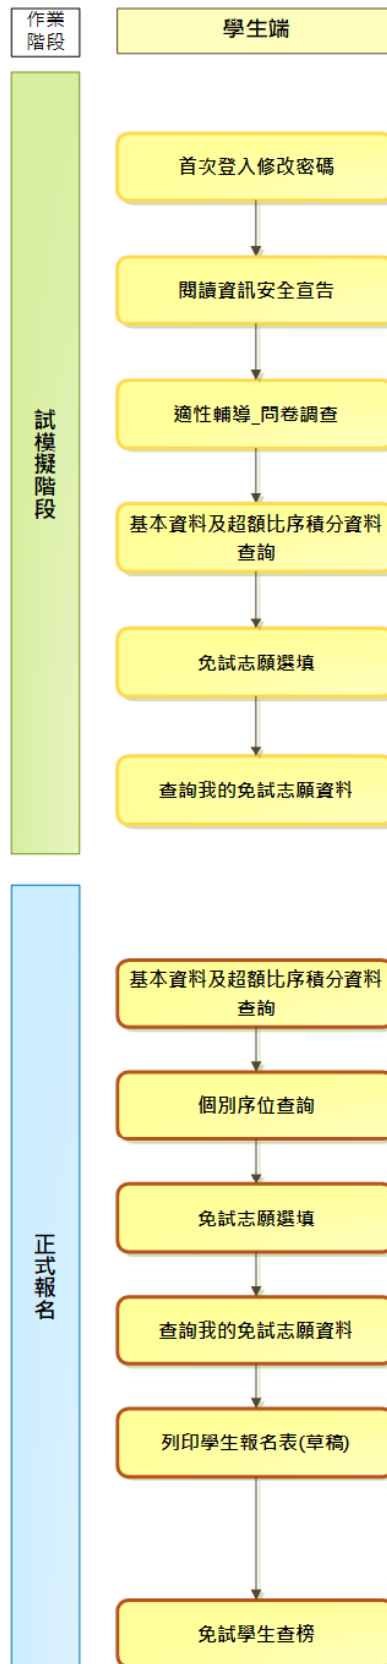 作業
階段
學生端
試模擬階段
首次登入修改密碼
閱讀資訊安全宣告
適性輔導_問卷調查
基本資料及超額比序積分資料
查詢
免試志願選填
查詢我的免試志願資料
正式報名
基本資料及超額比序積分資料
查詢
個別序位查詢
免試志願選填
查詢我的免試志願資料
列印學生報名表(草稿)
免試學生查榜